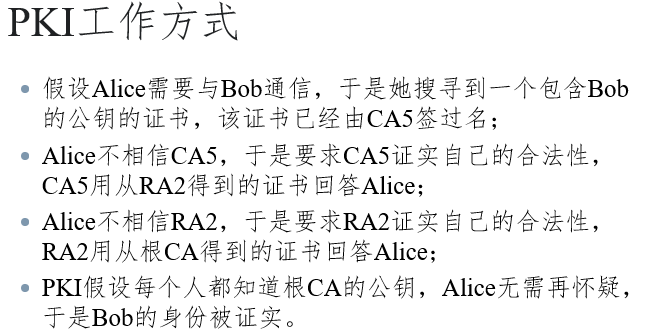 PKI工作方式
假设Alice需要与Bob通信，于是她搜寻到一个包含Bob
的公钥的证书，该证书已经由CA5签过名；
Alice不相信CA5，于是要求CA5证实自己的合法性，
CA5用从RA2得到的证书回答Alice；
Alice不相信RA2，于是要求RA2证实自己的合法性，
RA2用从根CA得到的证书回答Alice；
PKI假设每个人都知道根CA的公钥，Alice无需再怀疑，
于是Bob的身份被证实。